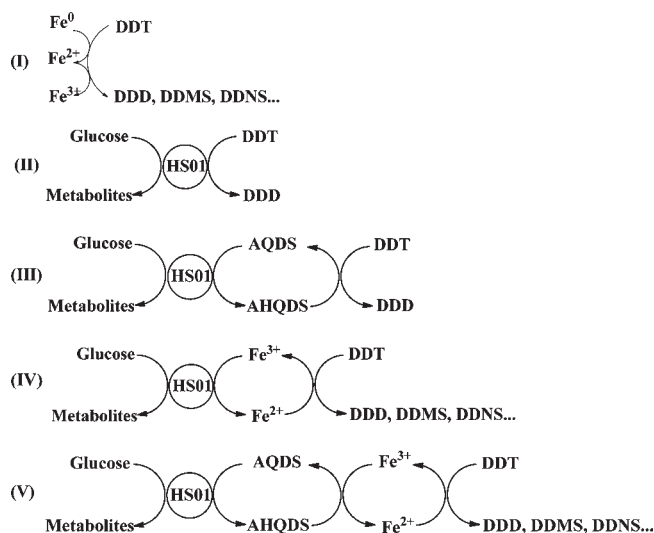 Fe⁰ DDT
(I) Fe²⁺
Fe³⁺ DDD, DDMS, DDNS...
Glucose DDT
(II) HS01
Metabolites DDD
Glucose AQDS DDT
(III) HS01
Metabolites AHQDS DDD
Glucose Fe³⁺ DDT
(IV) HS01
Metabolites Fe²⁺ DDD, DDMS, DDNS...
Glucose AQDS Fe³⁺ DDT
(V) HS01
Metabolites AHQDS Fe²⁺ DDD, DDMS, DDNS...